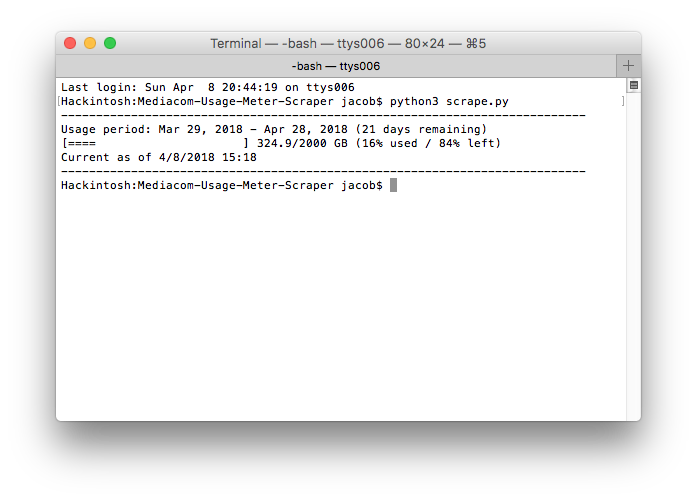 Terminal — -bash — ttys006 — 80×24 — ⌘5
-bash — ttys006
Last login: Sun Apr  8 20:44:19 on ttys006
[Hackintosh:Mediacom-Usage-Meter-Scraper jacob$ python3 scrape.py ]
-----------------------------------------------------------------------------
Usage period: Mar 29, 2018 - Apr 28, 2018 (21 days remaining)
[====                      ] 324.9/2000 GB (16% used / 84% left)
Current as of 4/8/2018 15:18
-----------------------------------------------------------------------------
Hackintosh:Mediacom-Usage-Meter-Scraper jacob$